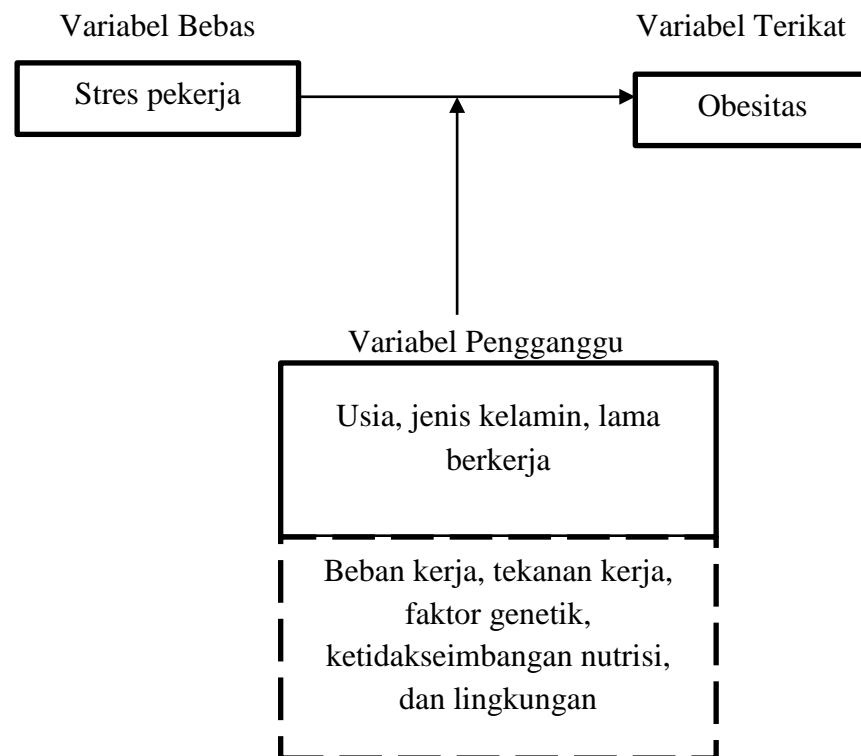 Variabel Bebas
Variabel Terikat
Stres pekerja
Obesitas
Variabel Pengganggu
Usia, jenis kelamin, lama
berkerja
Beban kerja, tekanan kerja,
faktor genetik,
ketidakseimbangan nutrisi,
dan lingkungan